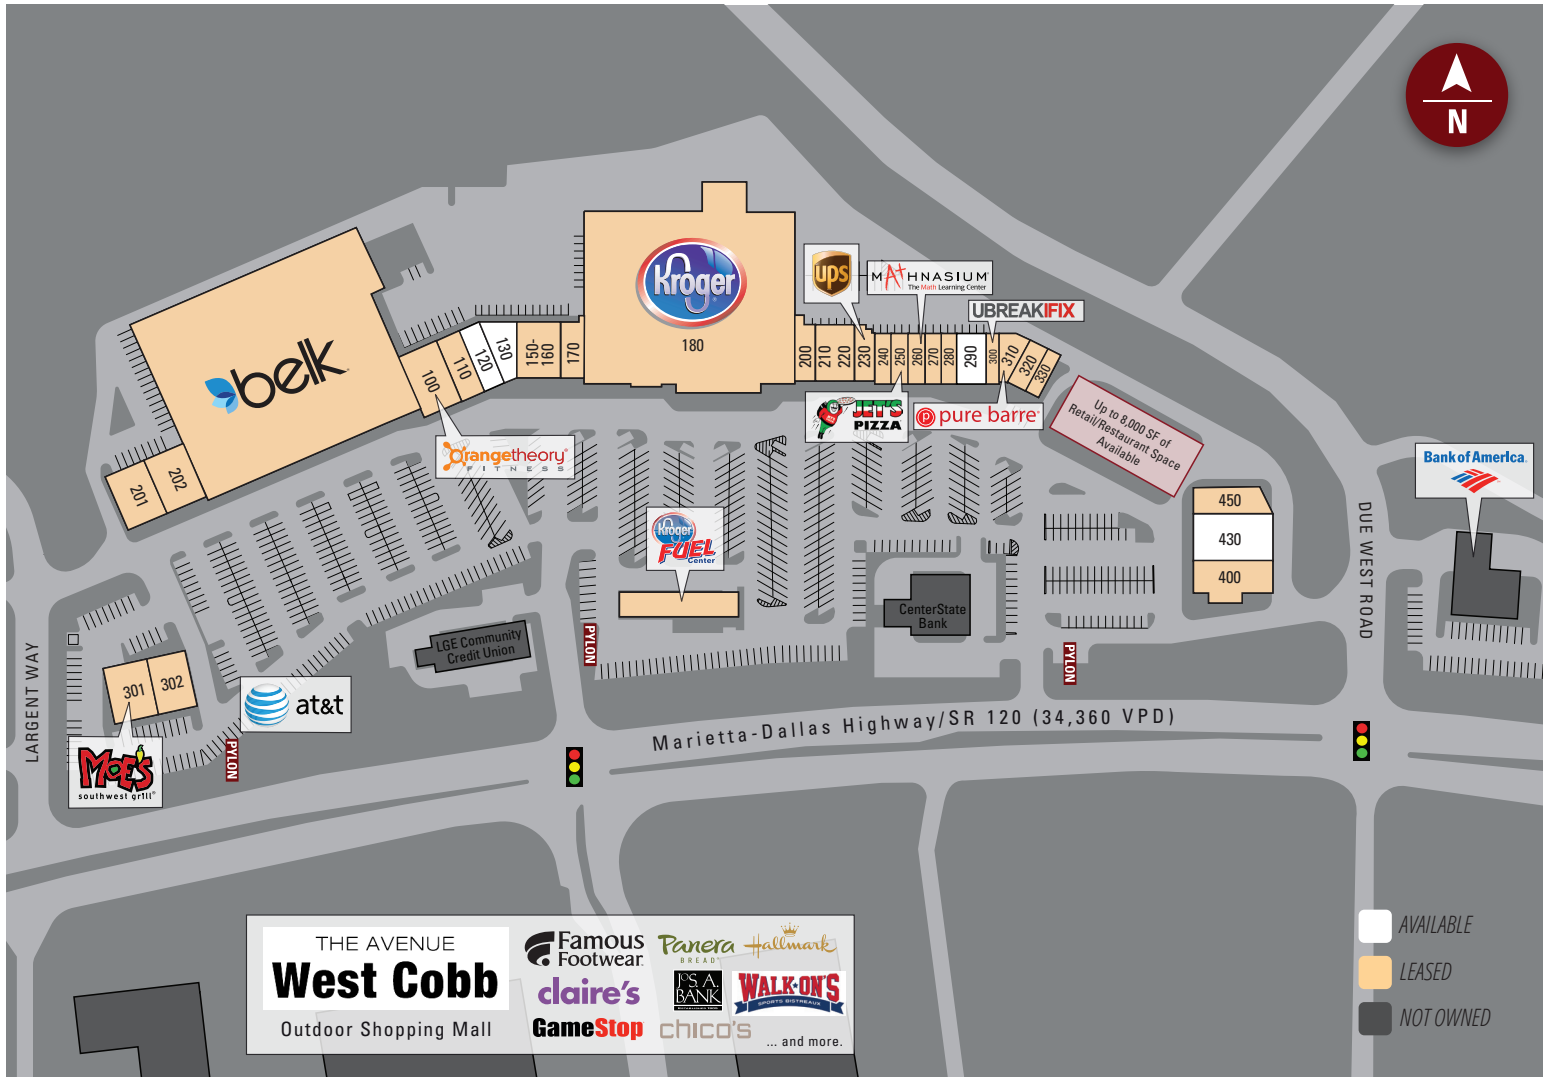 N
belk
Kroger
180
ups
MATHNASIUM
The Math Learning Center
UBREAKIFIX
201
202
100
110
120
130
150-
160
170
200
210
220
230
240
250
260
270
280
290
300
310
320
330
orangetheory
FITNESS
JET'S
PIZZA
p pure barre
Up to 8,000 SF of
Retail/Restaurant Space
Available
Bank of America
450
430
400
DUE WEST ROAD
Kroger
FUEL
Center
CenterState
Bank
LGE Community
Credit Union
PYLON
PYLON
PYLON
LARGENT WAY
301
302
at&t
MOE'S
southwest grill
Marietta-Dallas Highway/SR 120 (34,360 VPD)
THE AVENUE
West Cobb
Outdoor Shopping Mall
Famous
Footwear
Panera
BREAD
Hallmark
claire's
JoS. A.
BANK
WALK-ON'S
SPORTS BISTREAUX
GameStop
chico's
... and more.
AVAILABLE
LEASED
NOT OWNED